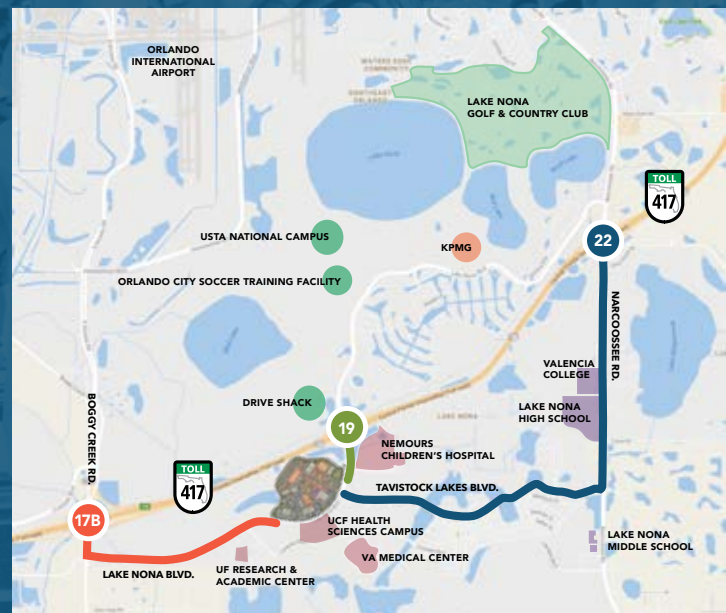 ORLANDO
INTERNATIONAL
AIRPORT
LAKE NONA
GOLF & COUNTRY CLUB
TOLL
417
USTA NATIONAL CAMPUS
KPMG
22
ORLANDO CITY SOCCER TRAINING FACILITY
NARCOOSSEE RD.
VALENCIA
COLLEGE
BOGGY CREEK RD.
DRIVE SHACK
LAKE NONA
HIGH SCHOOL
LAKE NONA
19
NEMOURS
CHILDREN'S HOSPITAL
TOLL
417
TAVISTOCK LAKES BLVD.
17B
UCF HEALTH
SCIENCES CAMPUS
LAKE NONA
MIDDLE SCHOOL
VA MEDICAL CENTER
LAKE NONA BLVD.
UF RESEARCH &
ACADEMIC CENTER